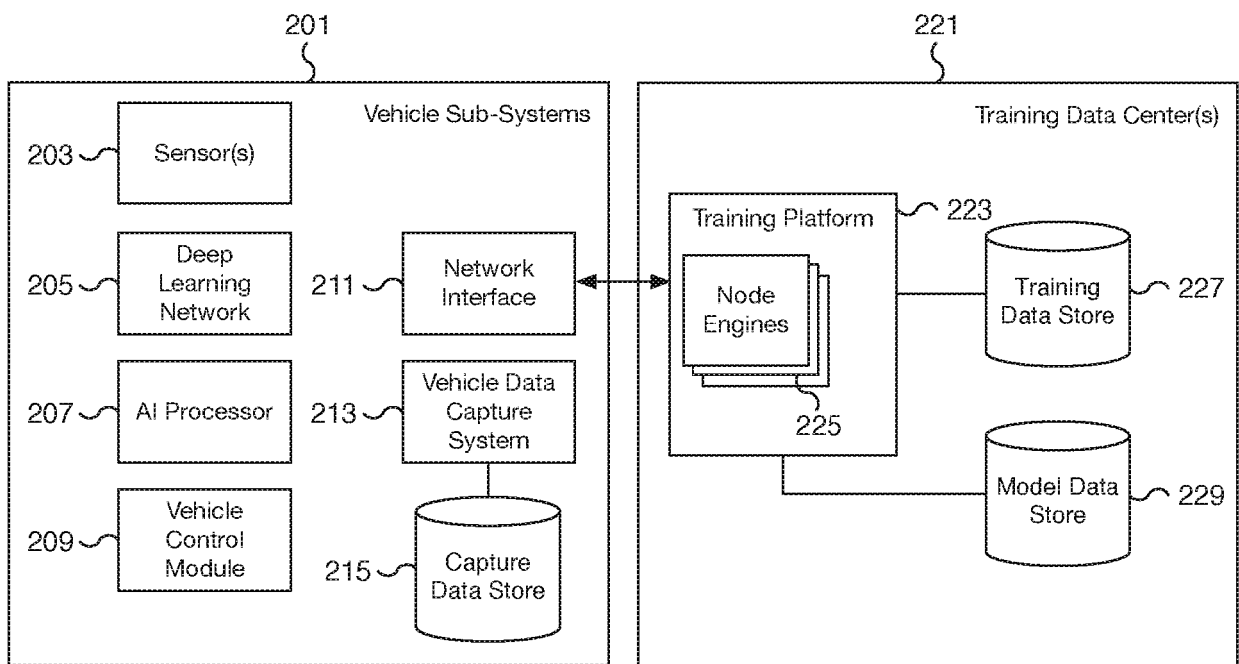 201
221
Vehicle Sub-Systems
Training Data Center(s)
203
Sensor(s)
205
Deep
Learning
Network
211
Network
Interface
207
AI Processor
213
Vehicle Data
Capture
System
209
Vehicle
Control
Module
215
Capture
Data Store
Training Platform
223
Node
Engines
225
Training
Data Store
227
Model Data
Store
229